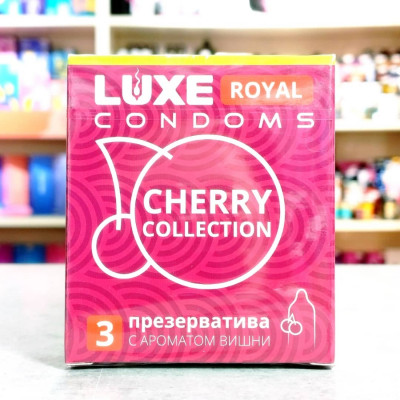 LUXE ROYAL
CONDOMS
CHERRY
COLLECTION
3 презерватива
С АРОМАТОМ ВИШНИ